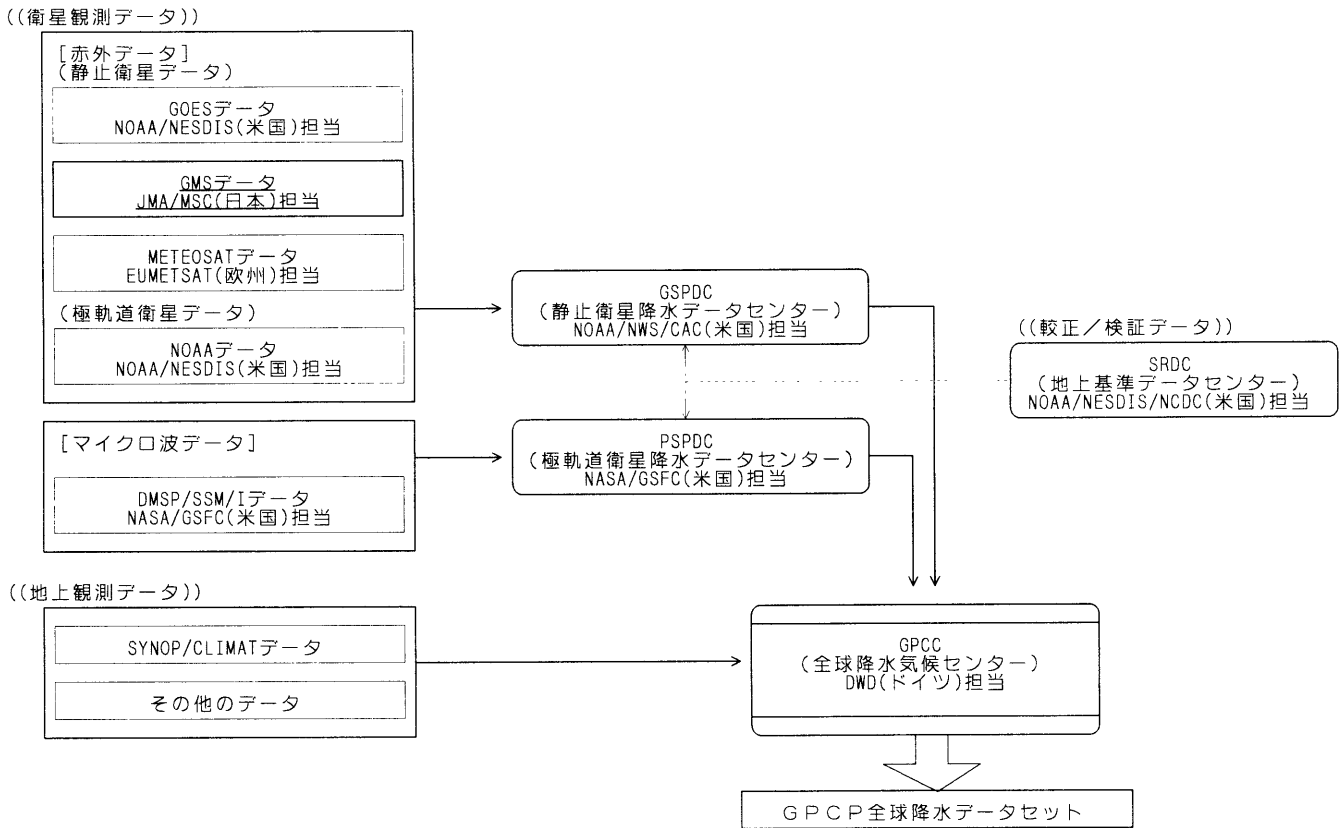 ((衛星観測データ))
[赤外データ]
(静止衛星データ)
GOESデータ
NOAA/NESDIS(米国)担当
GMSデータ
JMA/MSC(日本)担当
METEOSATデータ
EUMETSAT(欧州)担当
(極軌道衛星データ)
NOAAデータ
NOAA/NESDIS(米国)担当
[マイクロ波データ]
DMSP/SSM/Iデータ
NASA/GSFC(米国)担当
GSPDC
(静止衛星降水データセンター)
NOAA/NWS/CAC(米国)担当
PSPDC
(極軌道衛星降水データセンター)
NASA/GSFC(米国)担当
((較正／検証データ))
SRDC
(地上基準データセンター)
NOAA/NESDIS/NCDC(米国)担当
((地上観測データ))
SYNOP/CLIMATデータ
その他のデータ
GPCC
(全球降水気候センター)
DWD(ドイツ)担当
ＧＰＣＰ全球降水データセット